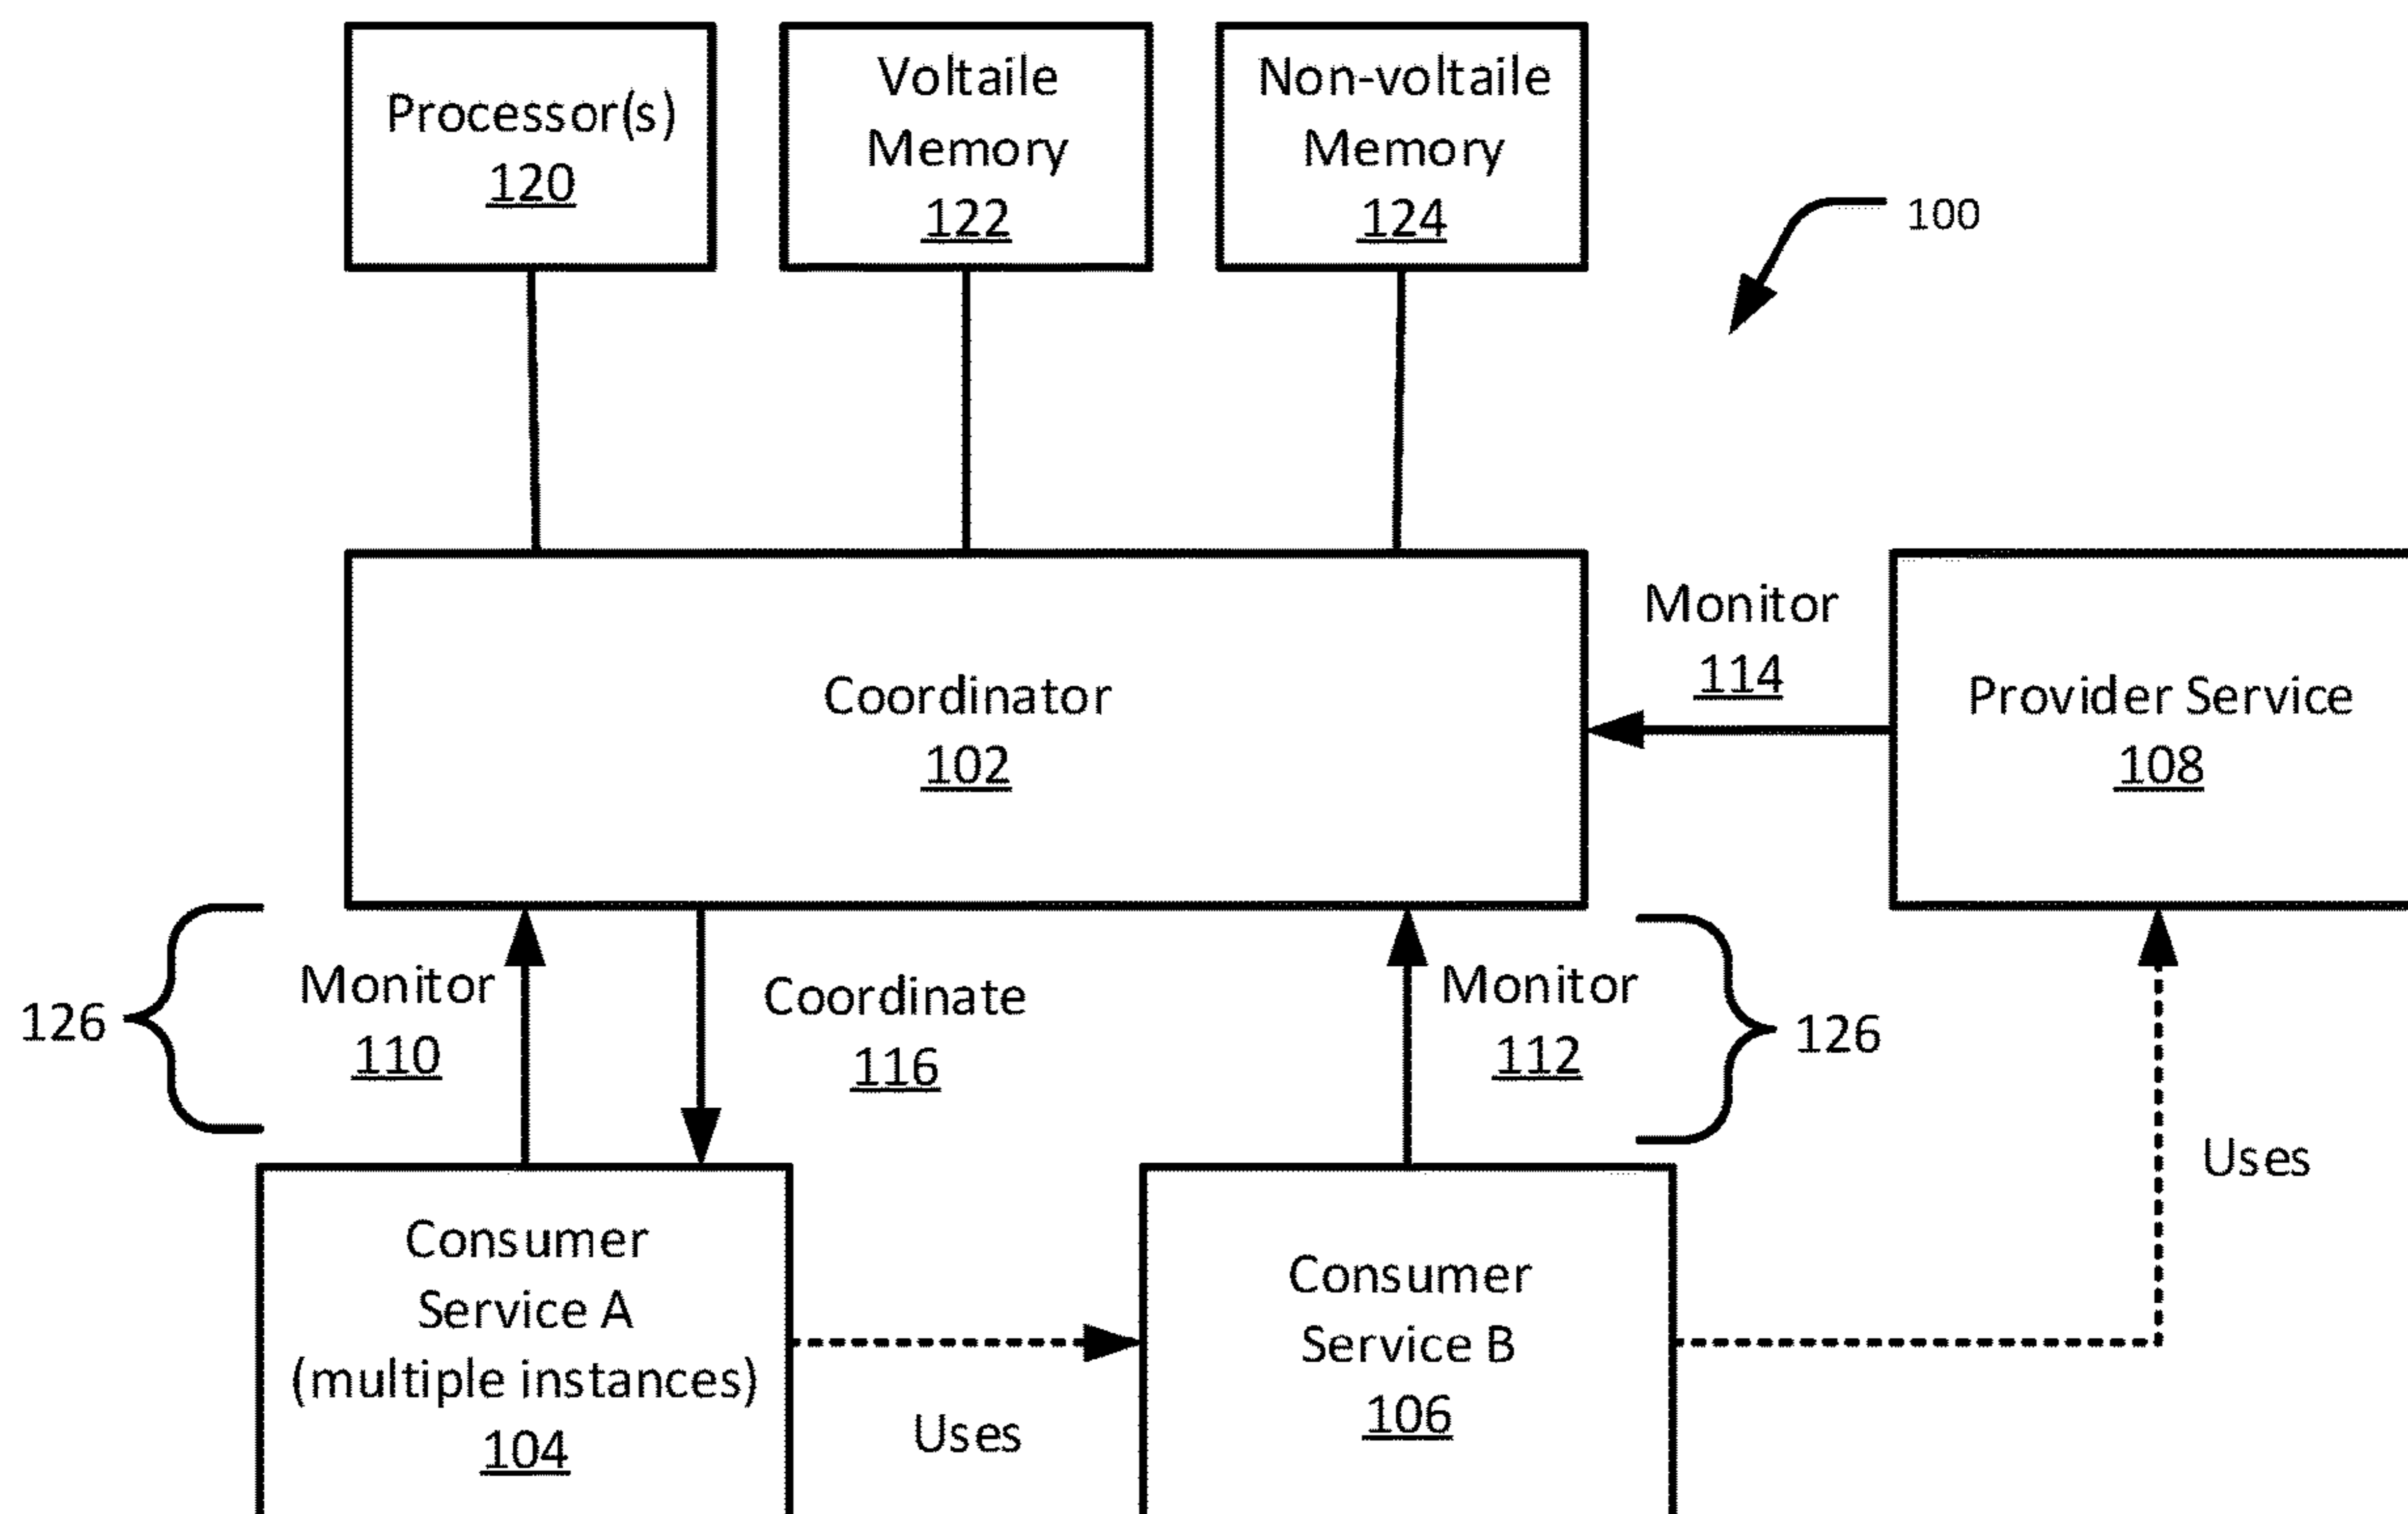 Processor(s)
120
Voltaile
Memory
122
Non-voltaile
Memory
124
100
Coordinator
102
Monitor
114
Provider Service
108
126
Monitor
110
Coordinate
116
Monitor
112
126
Uses
Consumer
Service A
(multiple instances)
104
Uses
Consumer
Service B
106